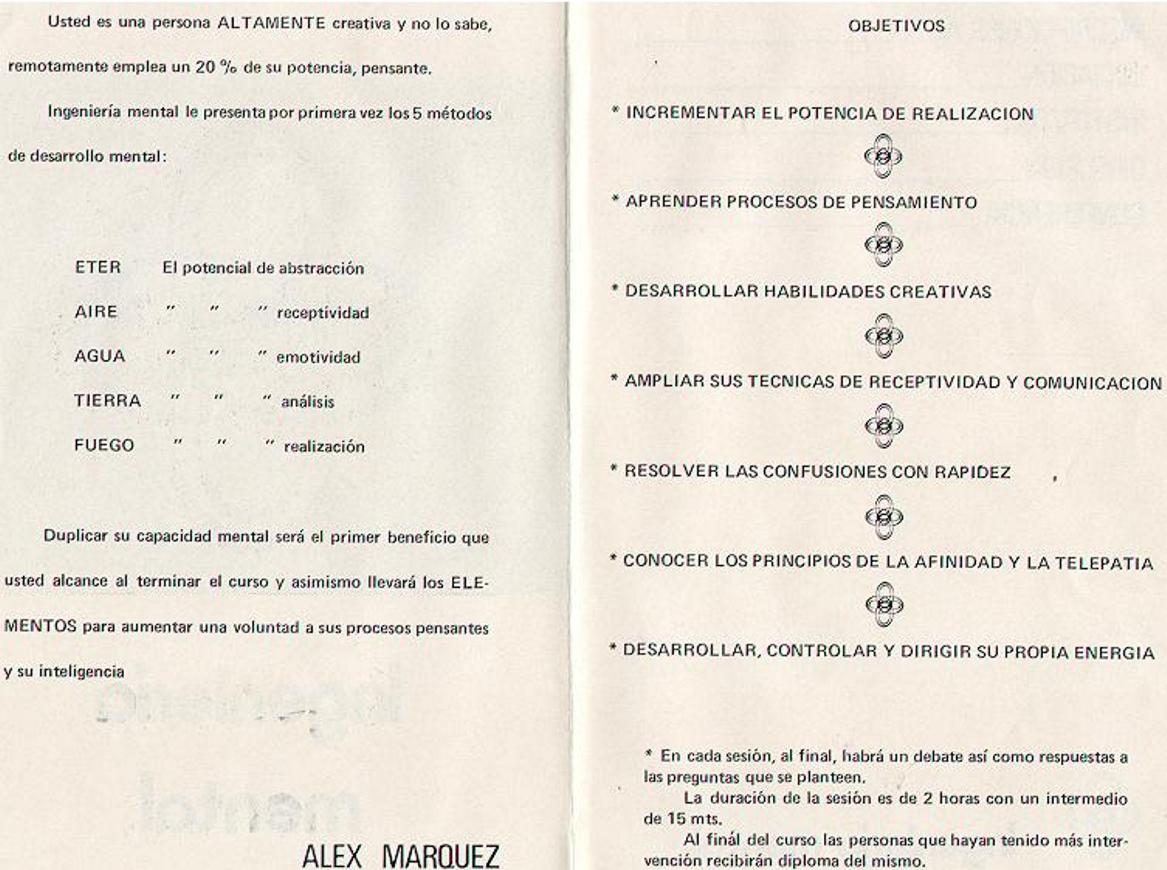 Usted es una persona ALTAMENTE creativa y no lo sabe,
remotamente emplea un 20 % de su potencia, pensante.
Ingeniería mental le presenta por primera vez los 5 métodos
de desarrollo mental:
ETER El potencial de abstracción
AIRE " " " receptividad
AGUA " " " emotividad
TIERRA " " " análisis
FUEGO " " " realización
Duplicar su capacidad mental será el primer beneficio que
usted alcance al terminar el curso y asimismo llevará los ELE-
MENTOS para aumentar una voluntad a sus procesos pensantes
y su inteligencia
Ingeniería
mental
ALEX MARQUEZ
OBJETIVOS
* INCREMENTAR EL POTENCIA DE REALIZACION
* APRENDER PROCESOS DE PENSAMIENTO
* DESARROLLAR HABILIDADES CREATIVAS
* AMPLIAR SUS TECNICAS DE RECEPTIVIDAD Y COMUNICACION
* RESOLVER LAS CONFUSIONES CON RAPIDEZ
* CONOCER LOS PRINCIPIOS DE LA AFINIDAD Y LA TELEPATIA
* DESARROLLAR, CONTROLAR Y DIRIGIR SU PROPIA ENERGIA
* En cada sesión, al final, habrá un debate así como respuestas a
las preguntas que se planteen.
La duración de la sesión es de 2 horas con un intermedio
de 15 mts.
Al finál del curso las personas que hayan tenido más inter-
vención recibirán diploma del mismo.